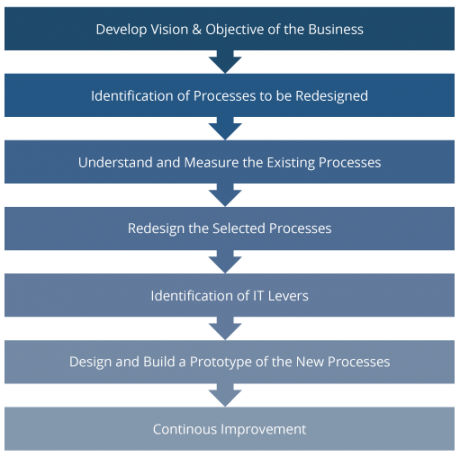 Develop Vision & Objective of the Business
Identification of Processes to be Redesigned
Understand and Measure the Existing Processes
Redesign the Selected Processes
Identification of IT Levers
Design and Build a Prototype of the New Processes
Continous Improvement